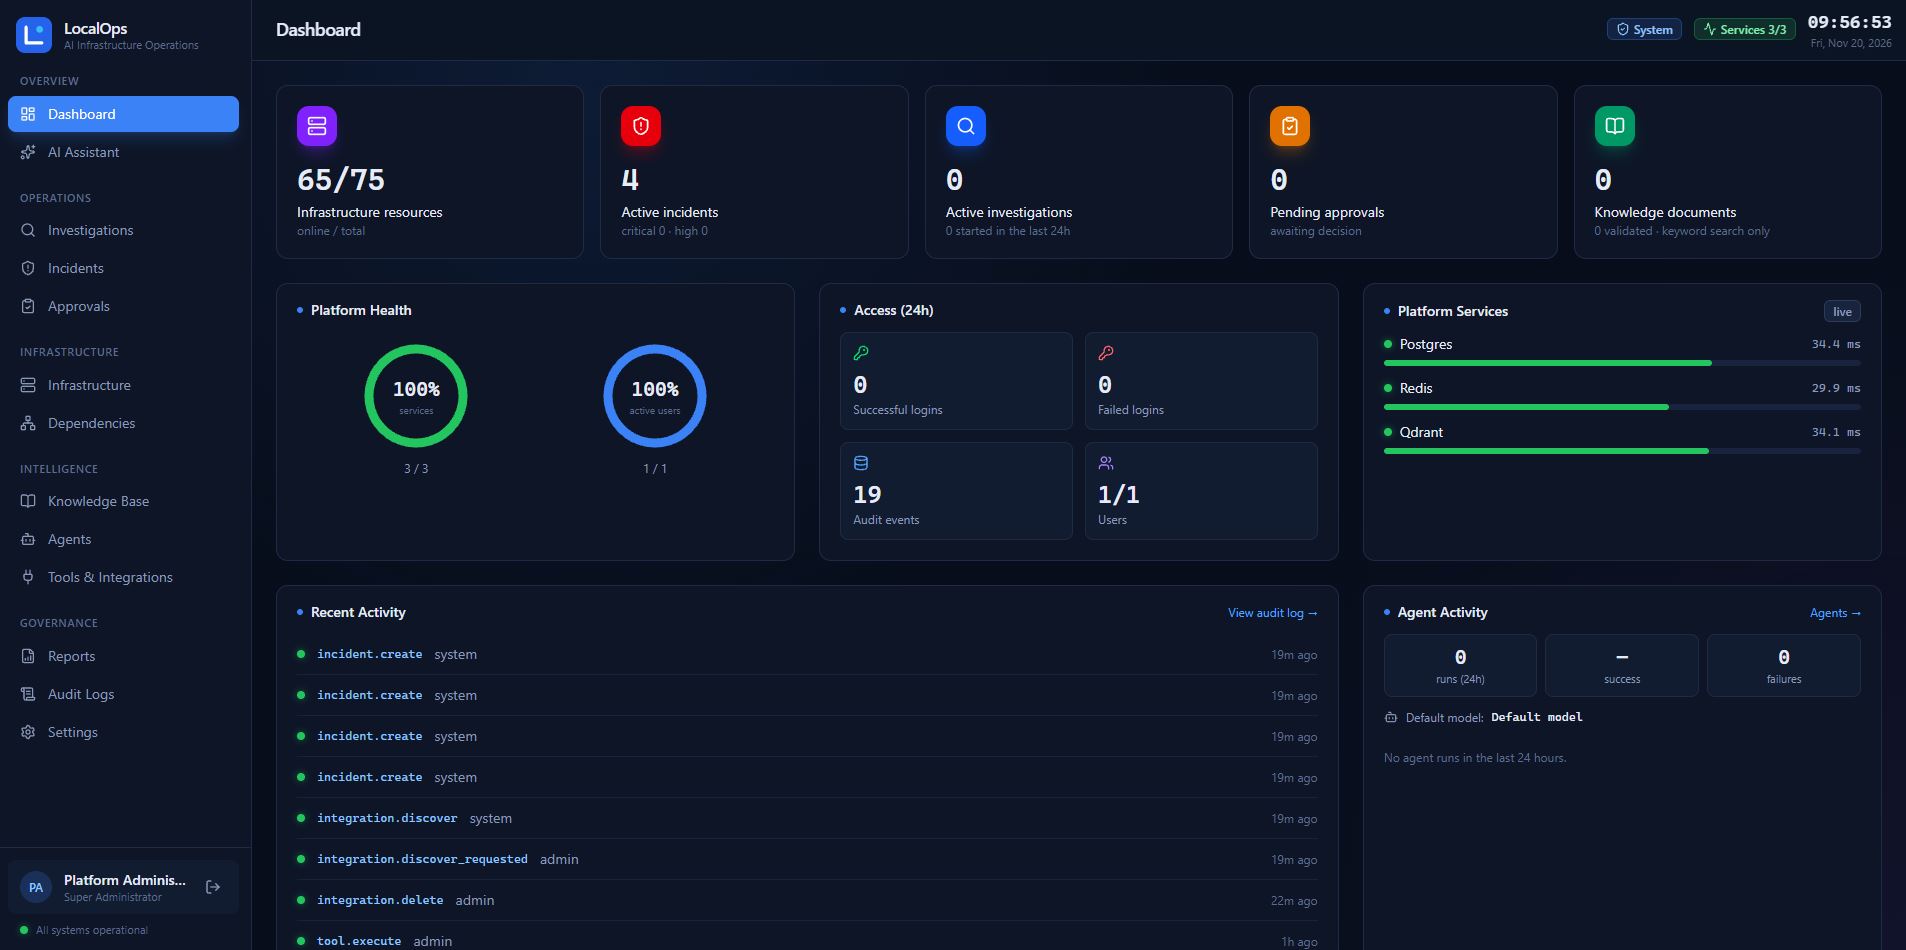 LocalOps
AI Infrastructure Operations
OVERVIEW
Dashboard
AI Assistant
OPERATIONS
Investigations
Incidents
Approvals
INFRASTRUCTURE
Infrastructure
Dependencies
INTELLIGENCE
Knowledge Base
Agents
Tools & Integrations
GOVERNANCE
Reports
Audit Logs
Settings
PA
Platform Adminis...
Super Administrator
All systems operational
Dashboard
System
Services 3/3
09:56:53
Fri, Nov 20, 2026
65/75
Infrastructure resources
online / total
4
Active incidents
critical 0 · high 0
0
Active investigations
0 started in the last 24h
0
Pending approvals
awaiting decision
0
Knowledge documents
0 validated · keyword search only
Platform Health
100%
services
3 / 3
100%
active users
1 / 1
Access (24h)
0
Successful logins
0
Failed logins
19
Audit events
1/1
Users
Platform Services
live
Postgres 34.4 ms
Redis 29.9 ms
Qdrant 34.1 ms
Recent Activity View audit log →
incident.create system 19m ago
incident.create system 19m ago
incident.create system 19m ago
incident.create system 19m ago
integration.discover system 19m ago
integration.discover_requested admin 19m ago
integration.delete admin 22m ago
tool.execute admin 1h ago
Agent Activity Agents →
0
runs (24h)
—
success
0
failures
Default model: Default model
No agent runs in the last 24 hours.